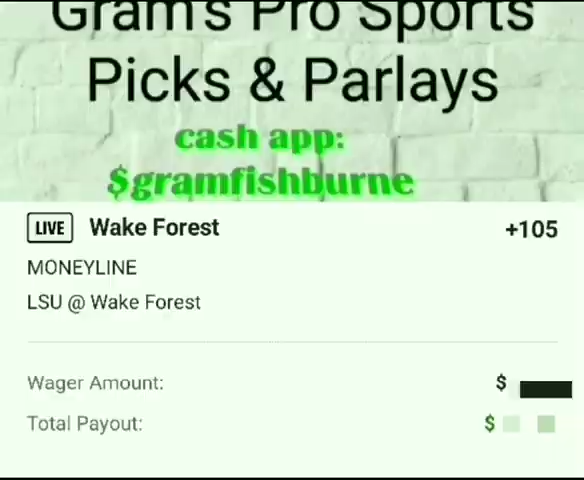 Gram's Pro Sports
Picks & Parlays
cash app:
$gramfishburne
LIVE Wake Forest +105
MONEYLINE
LSU @ Wake Forest
Wager Amount: $
Total Payout: $